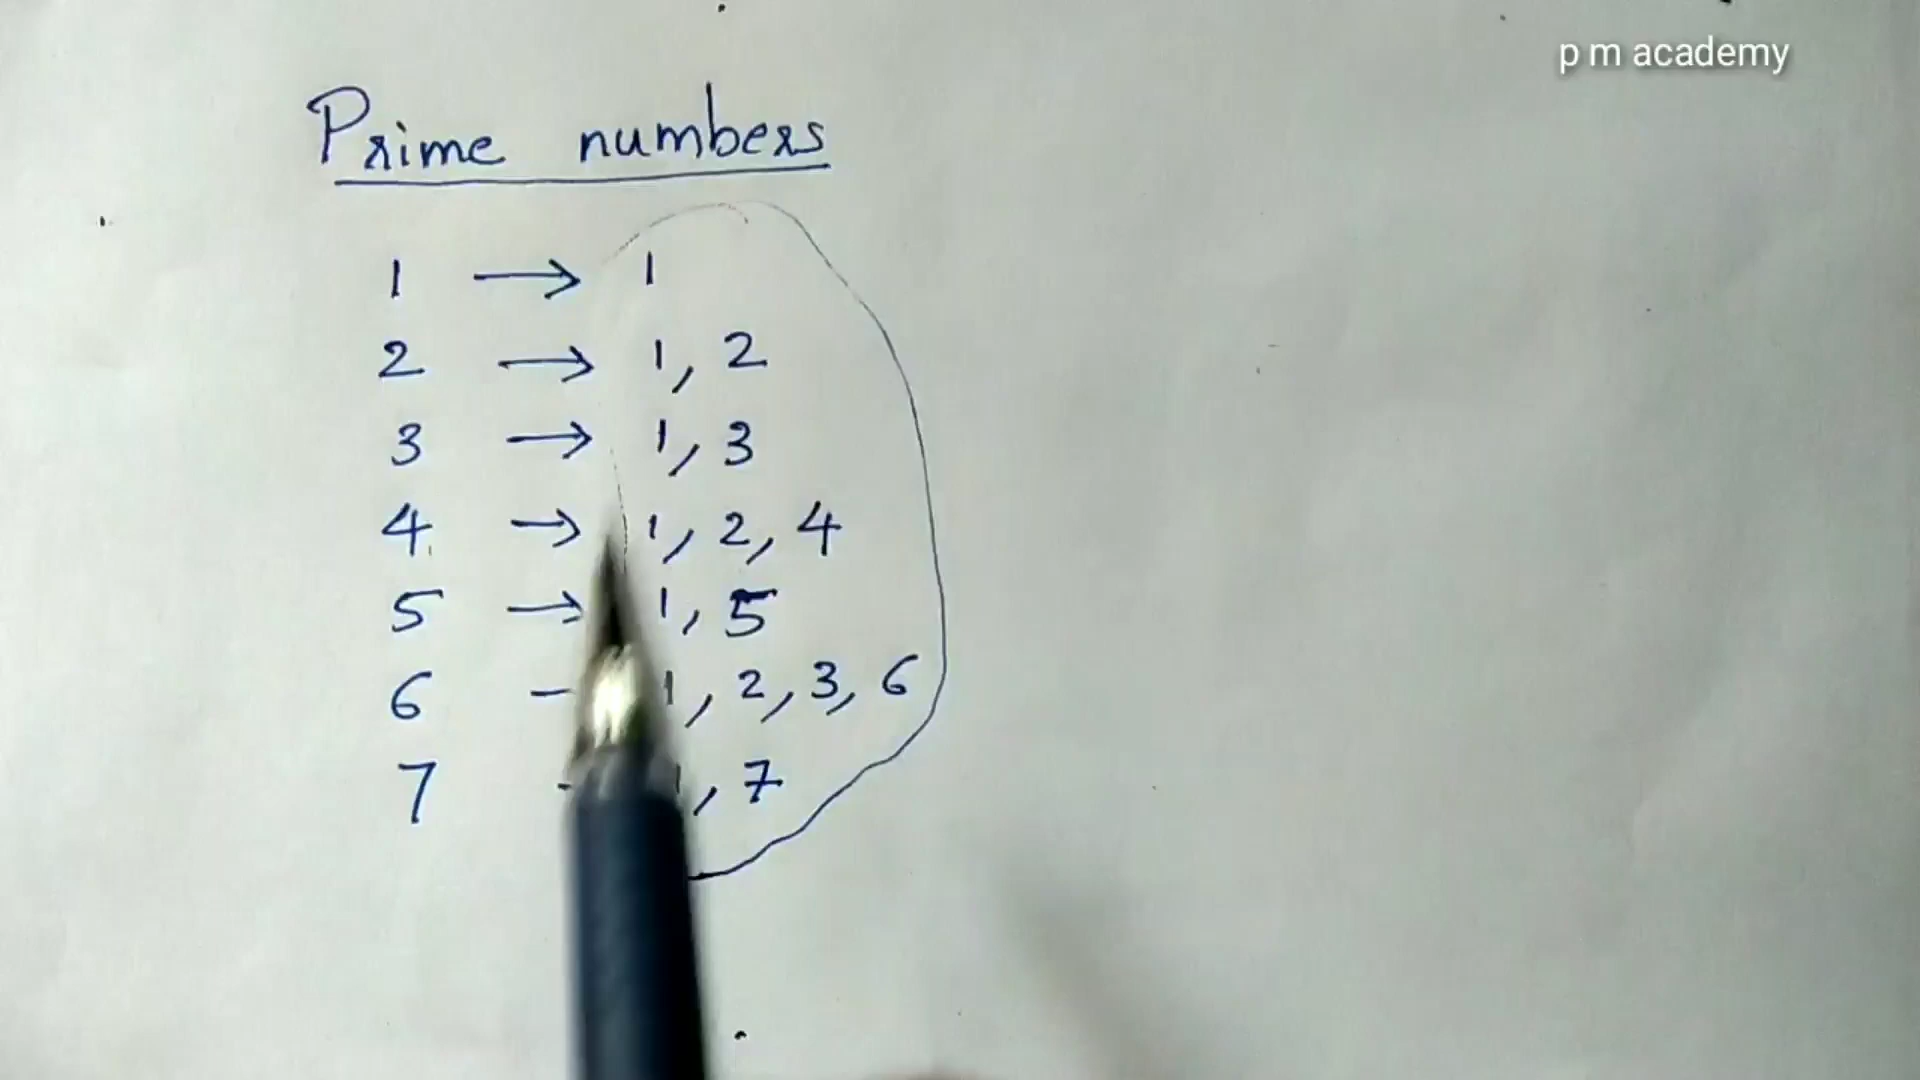 p m academy
Prime numbers
1 → 1
2 → 1, 2
3 → 1, 3
4 → 1, 2, 4
5 → 1, 5
6 - 1, 2, 3, 6
7 - 1, 7